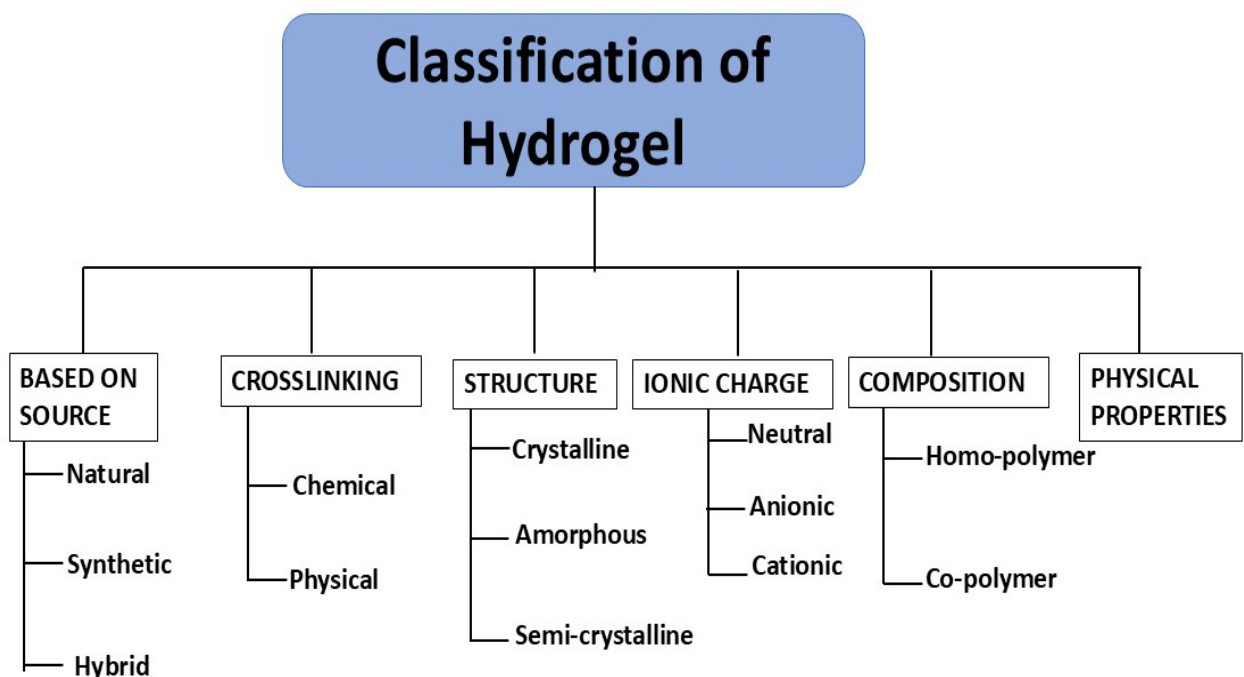 Classification of
Hydrogel
BASED ON
SOURCE
Natural
Synthetic
Hybrid
CROSSLINKING
Chemical
Physical
STRUCTURE
Crystalline
Amorphous
Semi-crystalline
IONIC CHARGE
Neutral
Anionic
Cationic
COMPOSITION
Homo-polymer
Co-polymer
PHYSICAL
PROPERTIES